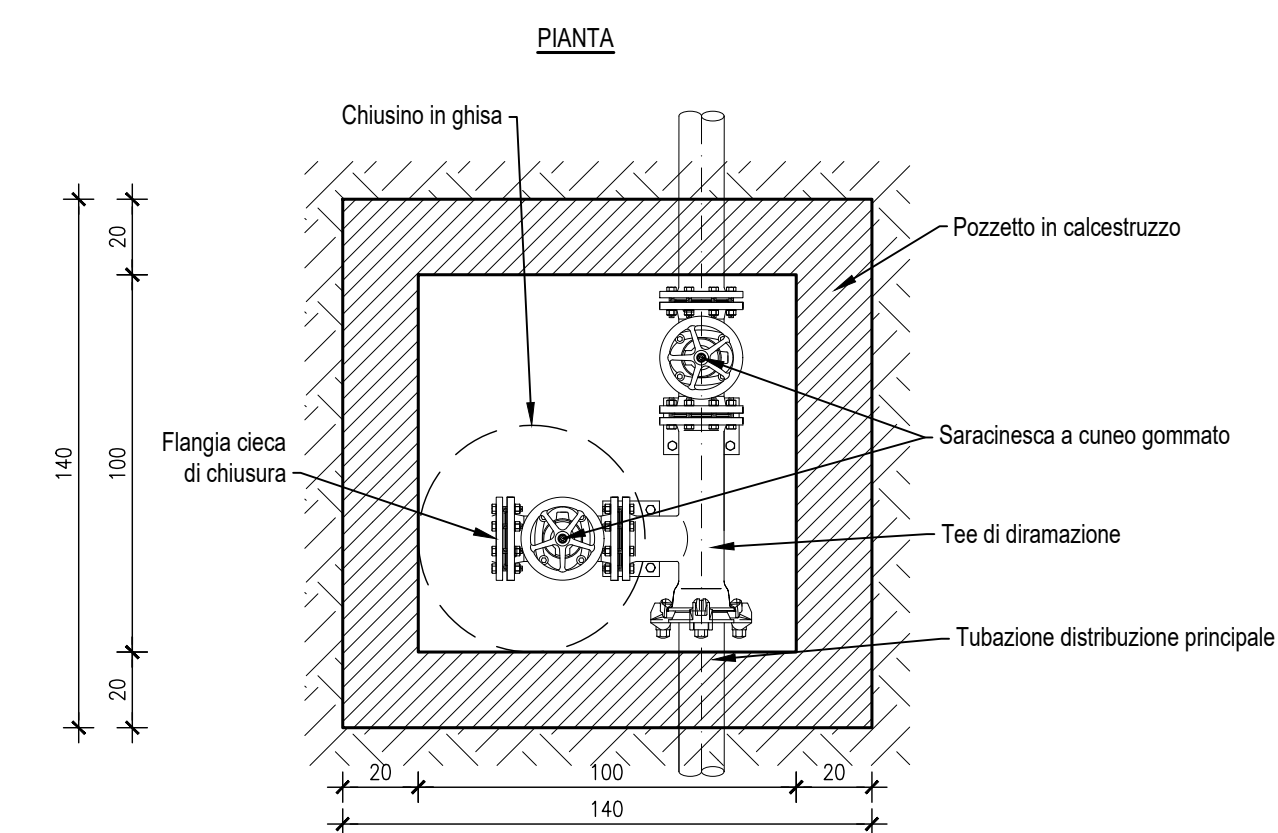 PIANTA
Chiusino in ghisa
Pozzetto in calcestruzzo
Saracinesca a cuneo gommato
Flangia cieca
di chiusura
Tee di diramazione
Tubazione distribuzione principale
140
20
100
20
20
100
20
140